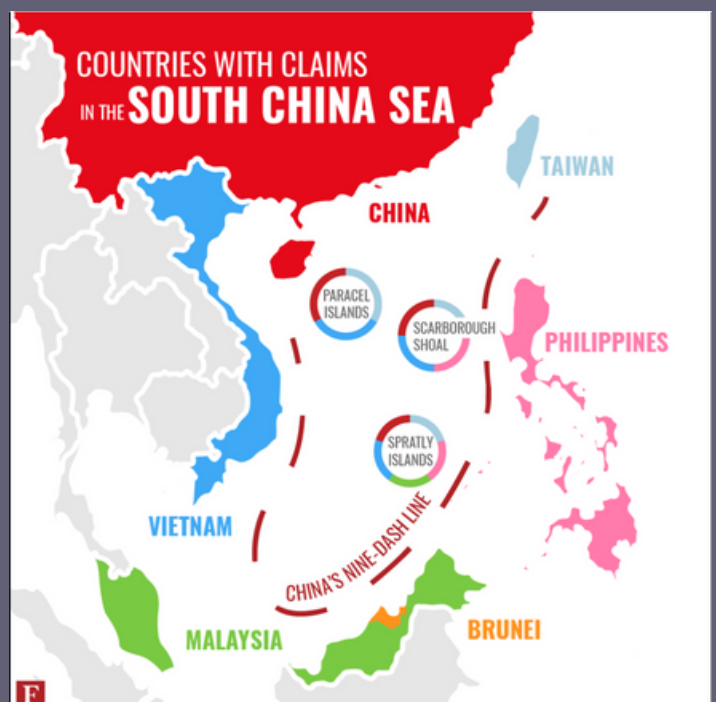 COUNTRIES WITH CLAIMS
IN THE SOUTH CHINA SEA
TAIWAN
CHINA
PARACEL
ISLANDS
SCARBOROUGH
SHOAL
PHILIPPINES
SPRATLY
ISLANDS
VIETNAM
CHINA'S NINE-DASH LINE
MALAYSIA
BRUNEI
F